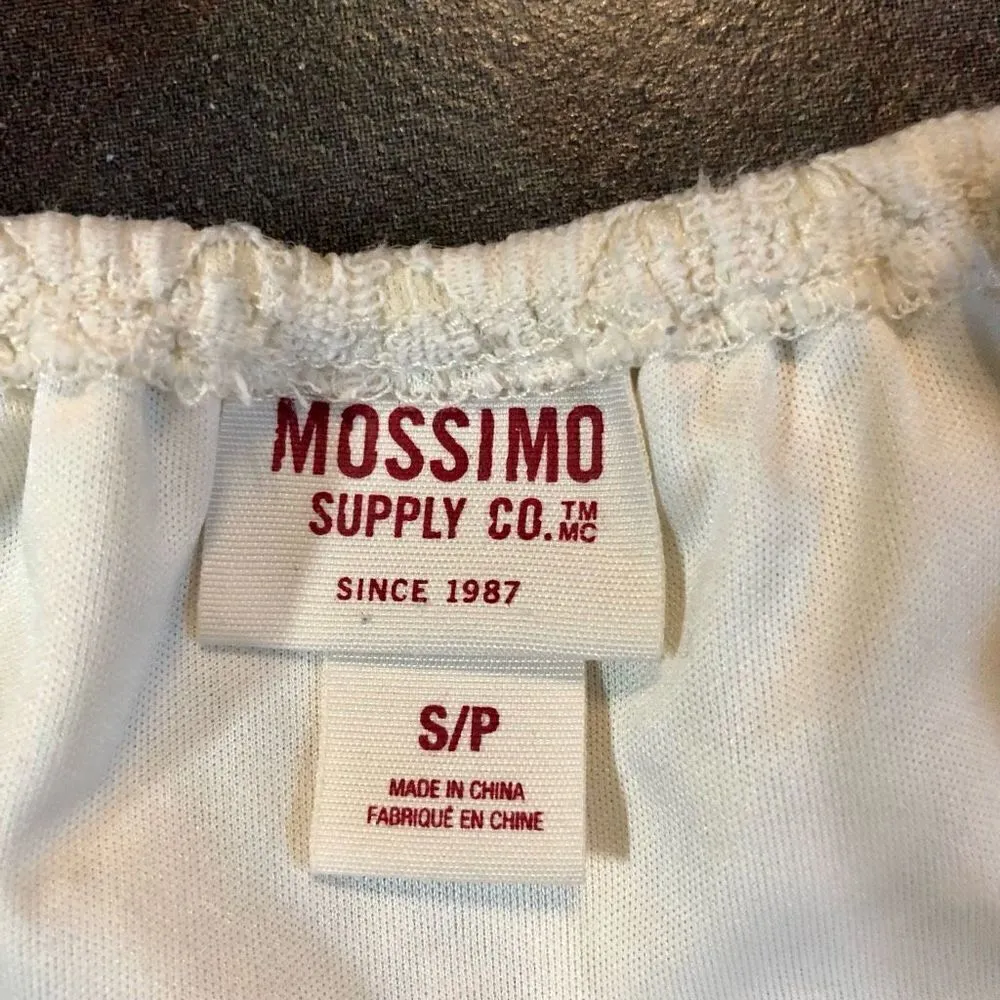 MOSSIMO
SUPPLY CO.™ MC
SINCE 1987
S/P
MADE IN CHINA
FABRIQUÉ EN CHINE